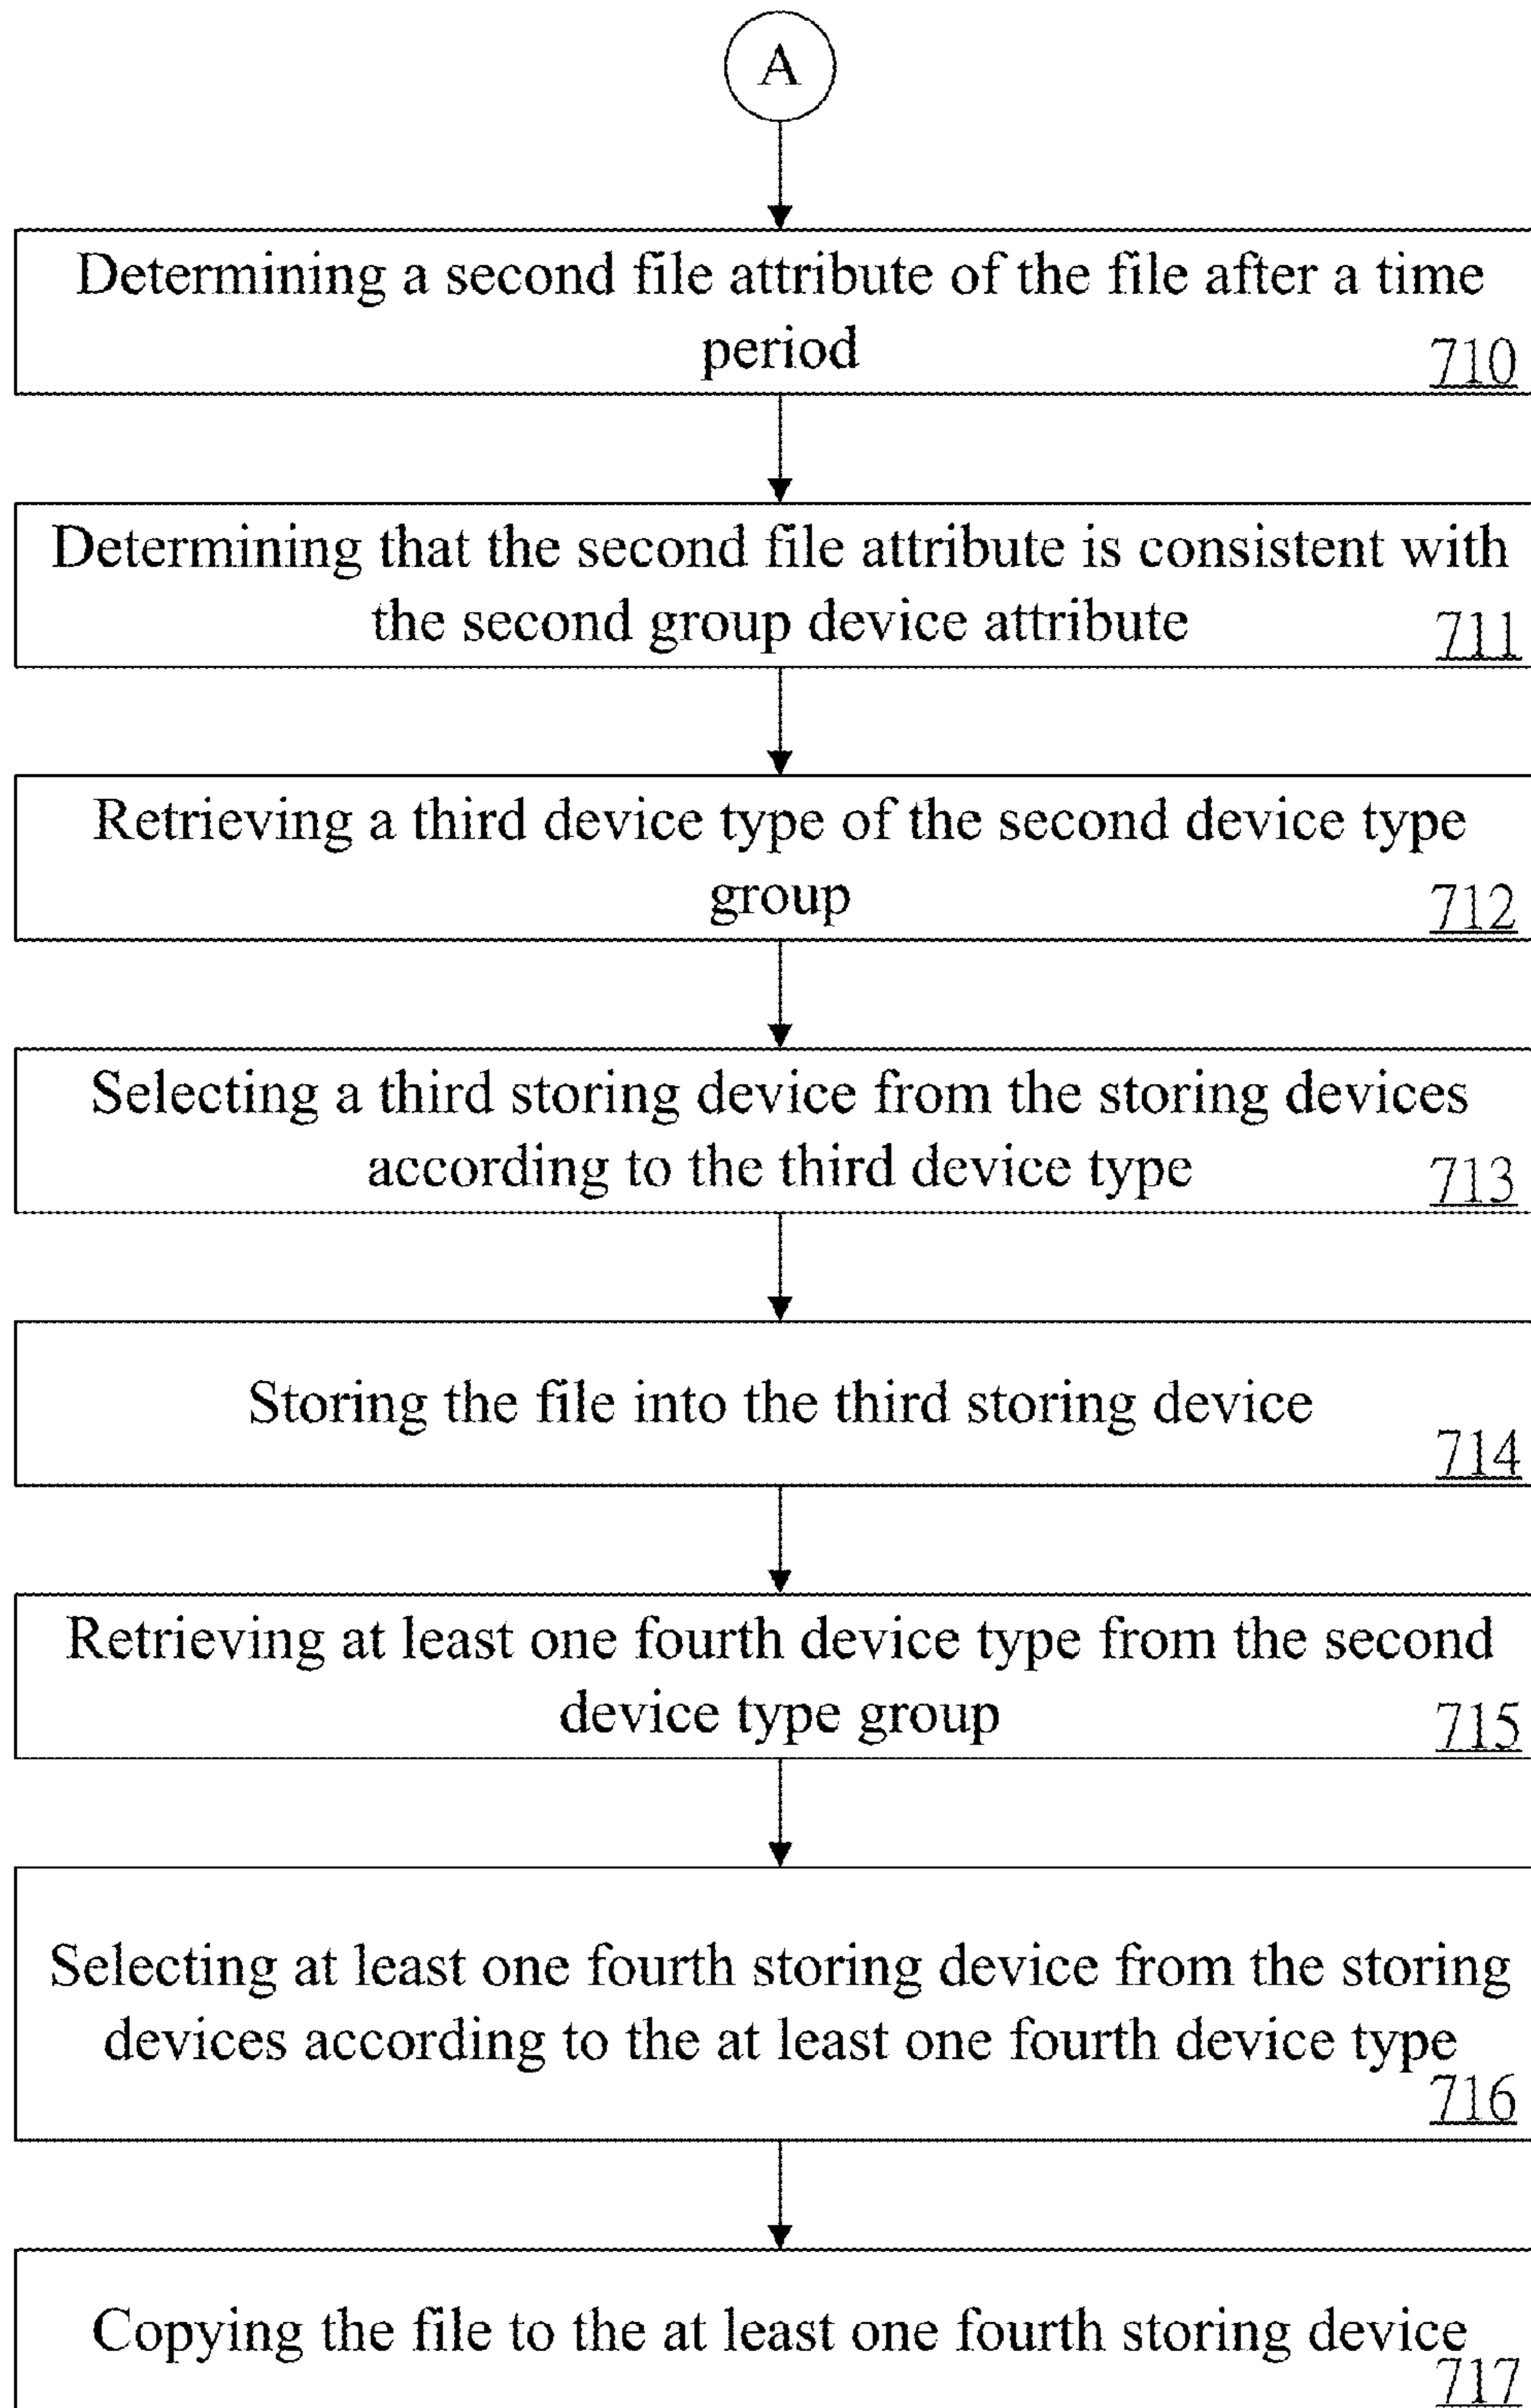 A
Determining a second file attribute of the file after a time
period
710
Determining that the second file attribute is consistent with
the second group device attribute
711
Retrieving a third device type of the second device type
group
712
Selecting a third storing device from the storing devices
according to the third device type
713
Storing the file into the third storing device
714
Retrieving at least one fourth device type from the second
device type group
715
Selecting at least one fourth storing device from the storing
devices according to the at least one fourth device type
716
Copying the file to the at least one fourth storing device
717